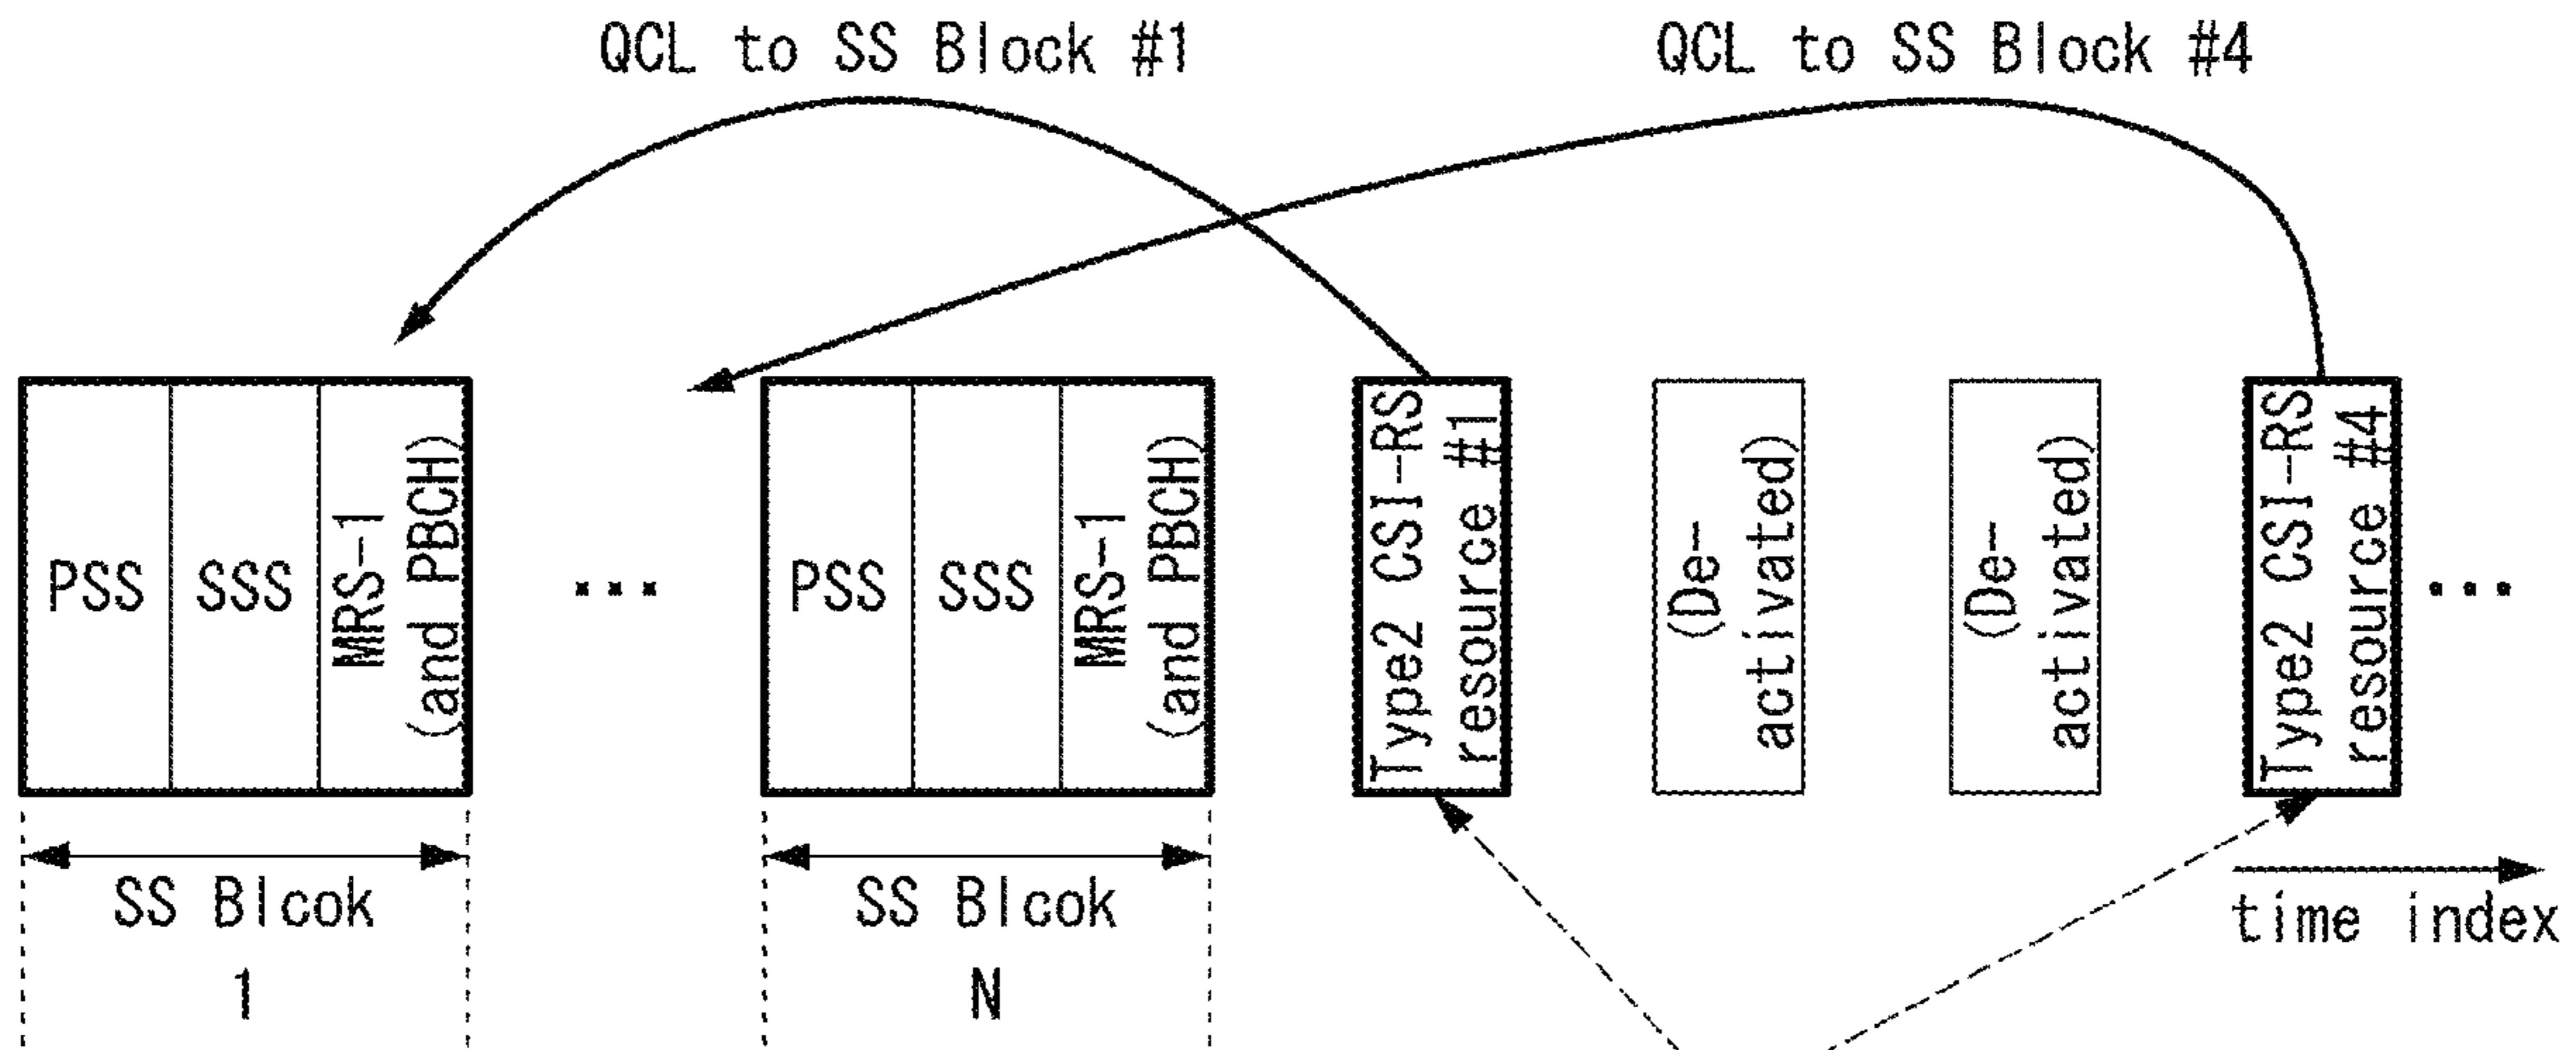 QCL to SS Block #1
QCL to SS Block #4
PSS
SSS
MRS-1
(and PBCH)
...
PSS
SSS
MRS-1
(and PBCH)
Type2 CSI-RS
resource #1
(De-
activated)
(De-
activated)
Type2 CSI-RS
resource #4
...
SS Blcok
1
SS Blcok
N
time index